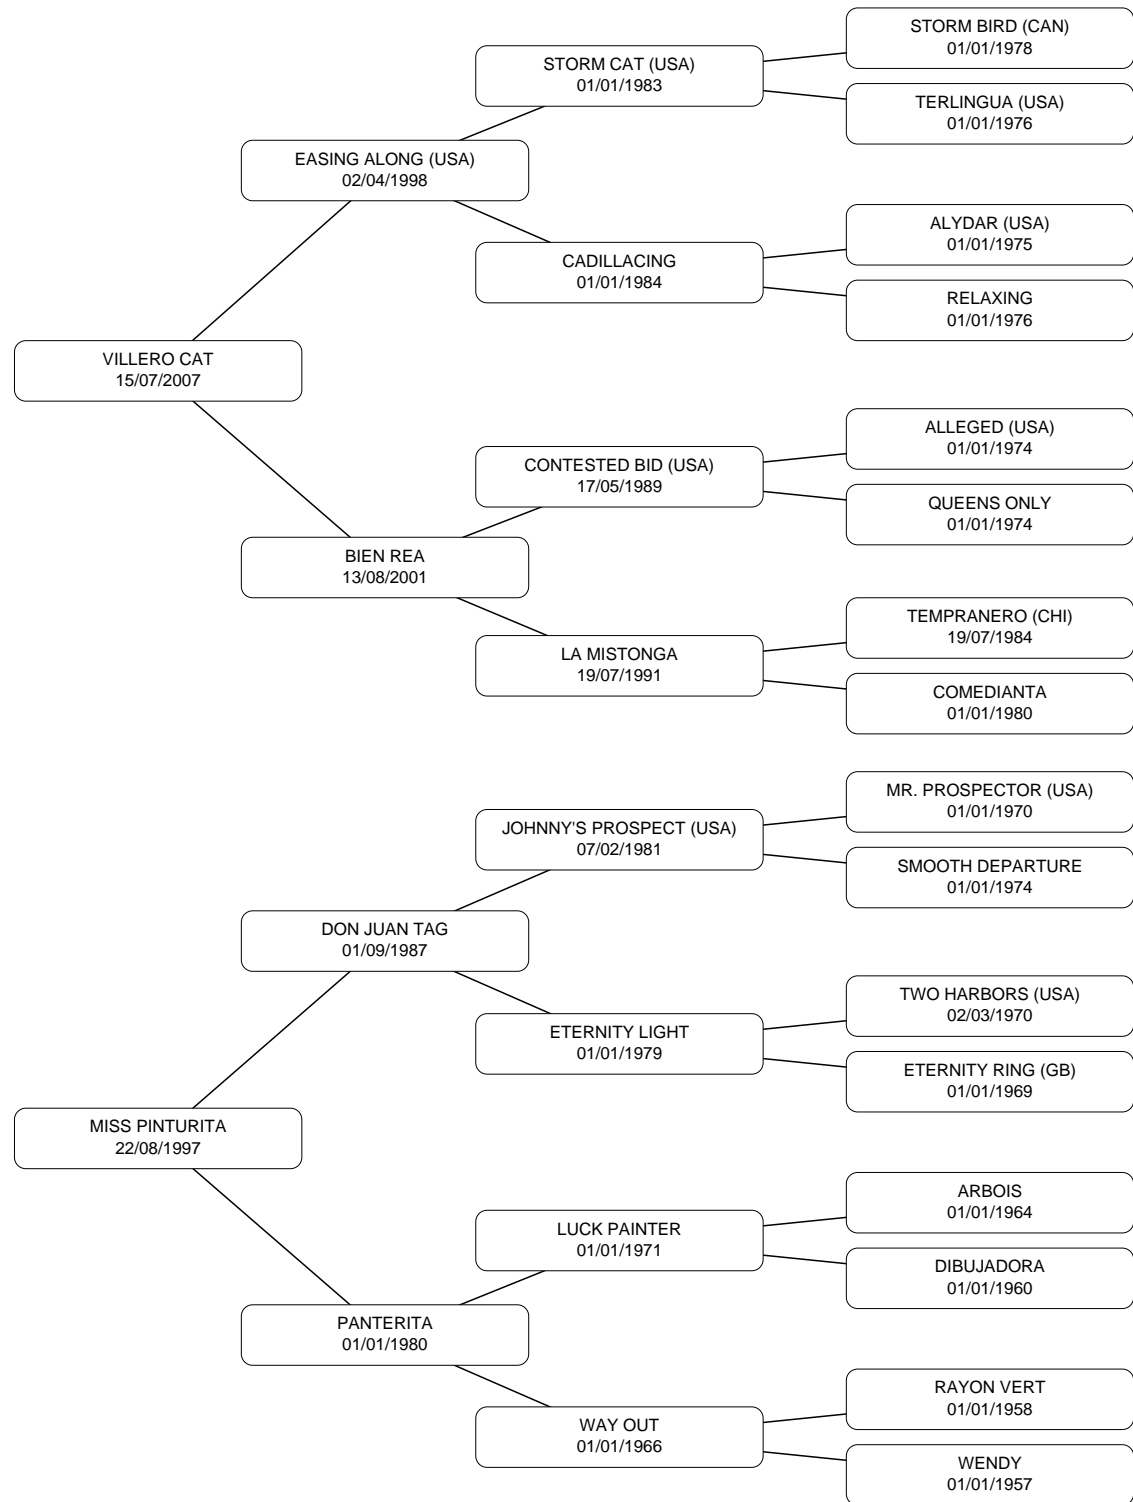 STORM BIRD (CAN)
01/01/1978
STORM CAT (USA)
01/01/1983
TERLINGUA (USA)
01/01/1976
EASING ALONG (USA)
02/04/1998
ALYDAR (USA)
01/01/1975
CADILLACING
01/01/1984
RELAXING
01/01/1976
VILLERO CAT
15/07/2007
ALLEGED (USA)
01/01/1974
CONTESTED BID (USA)
17/05/1989
QUEENS ONLY
01/01/1974
BIEN REA
13/08/2001
TEMPRANERO (CHI)
19/07/1984
LA MISTONGA
19/07/1991
COMEDIANTA
01/01/1980
MR. PROSPECTOR (USA)
01/01/1970
JOHNNY'S PROSPECT (USA)
07/02/1981
SMOOTH DEPARTURE
01/01/1974
DON JUAN TAG
01/09/1987
TWO HARBORS (USA)
02/03/1970
ETERNITY LIGHT
01/01/1979
ETERNITY RING (GB)
01/01/1969
MISS PINTURITA
22/08/1997
ARBOIS
01/01/1964
LUCK PAINTER
01/01/1971
DIBUJADORA
01/01/1960
PANTERITA
01/01/1980
RAYON VERT
01/01/1958
WAY OUT
01/01/1966
WENDY
01/01/1957